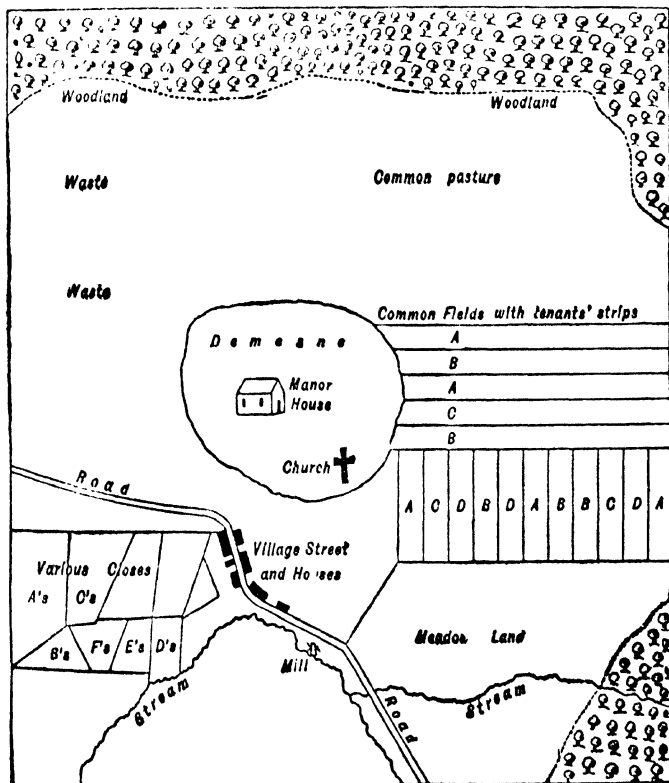 Woodland
Woodland
Waste
Common pasture
Waste
Common Fields with tenants' strips
A
B
A
C
B
Demesne
Manor
House
Church
A C D B D A B B C D A
Road
Village Street
and Houses
Various Closes
A's C's
B's F's E's D's
Meadow Land
Mill
Stream
Stream
Road